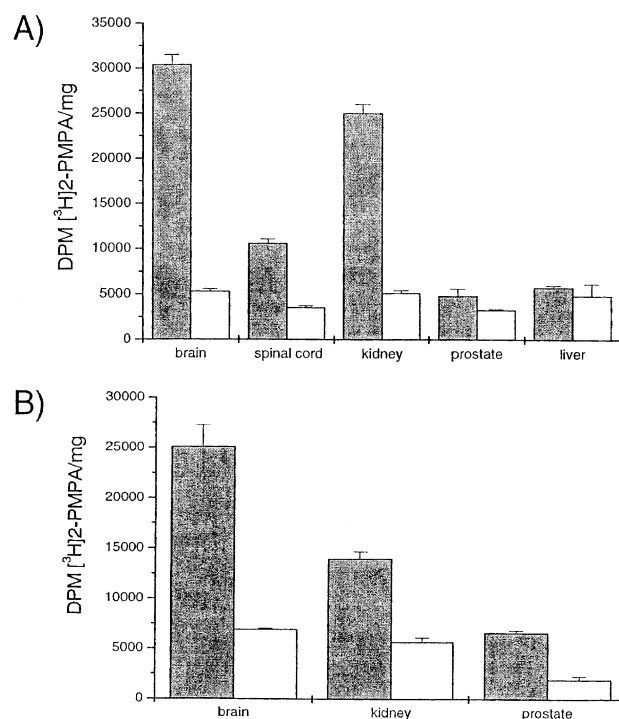 A)
DPM [³H]2-PMPA/mg
35000
30000
25000
20000
15000
10000
5000
0
brain spinal cord kidney prostate liver
B)
DPM [³H]2-PMPA/mg
30000
25000
20000
15000
10000
5000
0
brain kidney prostate